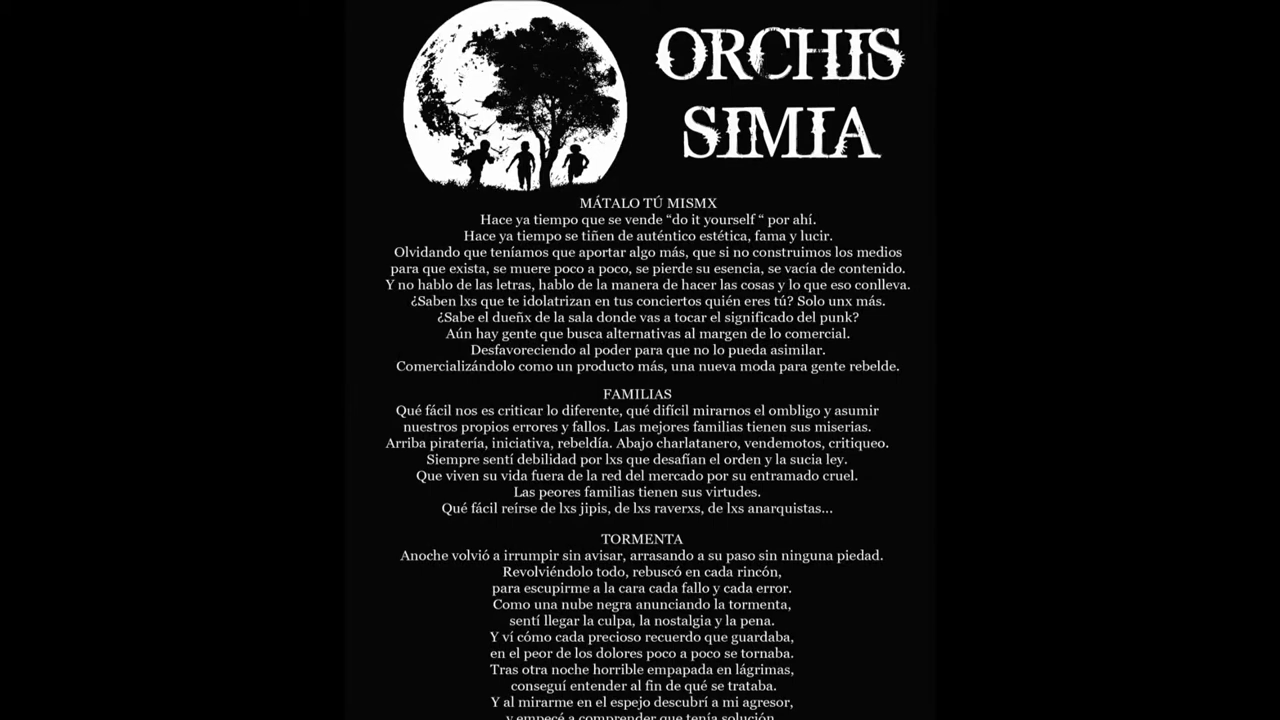 ORCHIS
SIMIA
MÁTALO TÚ MISMX
Hace ya tiempo que se vende “do it yourself “ por ahí.
Hace ya tiempo se tiñen de auténtico estética, fama y lucir.
Olvidando que teníamos que aportar algo más, que si no construimos los medios
para que exista, se muere poco a poco, se pierde su esencia, se vacía de contenido.
Y no hablo de las letras, hablo de la manera de hacer las cosas y lo que eso conlleva.
¿Saben lxs que te idolatrizan en tus conciertos quién eres tú? Solo unx más.
¿Sabe el dueñx de la sala donde vas a tocar el significado del punk?
Aún hay gente que busca alternativas al margen de lo comercial.
Desfavoreciendo al poder para que no lo pueda asimilar.
Comercializándolo como un producto más, una nueva moda para gente rebelde.
FAMILIAS
Qué fácil nos es criticar lo diferente, qué difícil mirarnos el ombligo y asumir
nuestros propios errores y fallos. Las mejores familias tienen sus miserias.
Arriba piratería, iniciativa, rebeldía. Abajo charlatanero, vendemotos, critiqueo.
Siempre sentí debilidad por lxs que desafían el orden y la sucia ley.
Que viven su vida fuera de la red del mercado por su entramado cruel.
Las peores familias tienen sus virtudes.
Qué fácil reírse de lxs jipis, de lxs raverxs, de lxs anarquistas...
TORMENTA
Anoche volvió a irrumpir sin avisar, arrasando a su paso sin ninguna piedad.
Revolviéndolo todo, rebuscó en cada rincón,
para escupirme a la cara cada fallo y cada error.
Como una nube negra anunciando la tormenta,
sentí llegar la culpa, la nostalgia y la pena.
Y ví cómo cada precioso recuerdo que guardaba,
en el peor de los dolores poco a poco se tornaba.
Tras otra noche horrible empapada en lágrimas,
conseguí entender al fin de qué se trataba.
Y al mirarme en el espejo descubrí a mi agresor,
y empecé a comprender que tenía solución